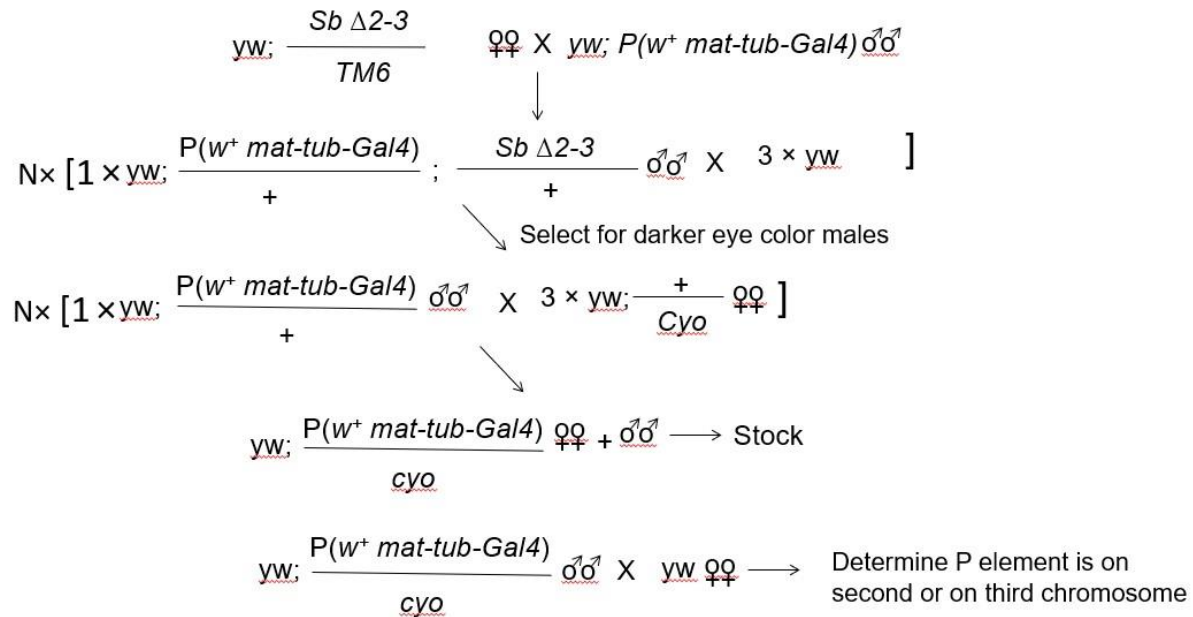 yw; Sb Δ2-3 / TM6 ♀♀ X yw; P(w⁺ mat-tub-Gal4) ♂♂
N× [1 × yw; P(w⁺ mat-tub-Gal4) / + ; Sb Δ2-3 / + ♂♂ X 3 × yw ]
Select for darker eye color males
N× [1 × yw; P(w⁺ mat-tub-Gal4) / + ♂♂ X 3 × yw; + / Cyo ♀♀ ]
yw; P(w⁺ mat-tub-Gal4) / cyo ♀♀ + ♂♂ → Stock
yw; P(w⁺ mat-tub-Gal4) / cyo ♂♂ X yw ♀♀ → Determine P element is on
second or on third chromosome